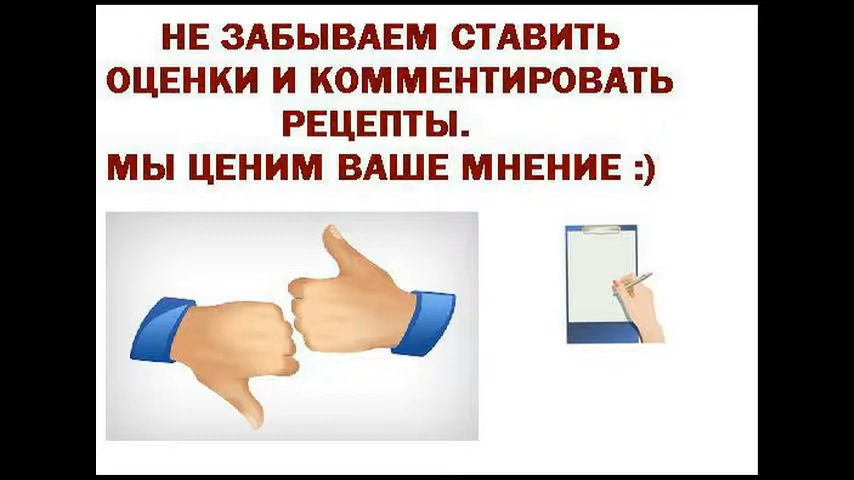 НЕ ЗАБЫВАЕМ СТАВИТЬ
ОЦЕНКИ И КОММЕНТИРОВАТЬ
РЕЦЕПТЫ.
МЫ ЦЕНИМ ВАШЕ МНЕНИЕ :)